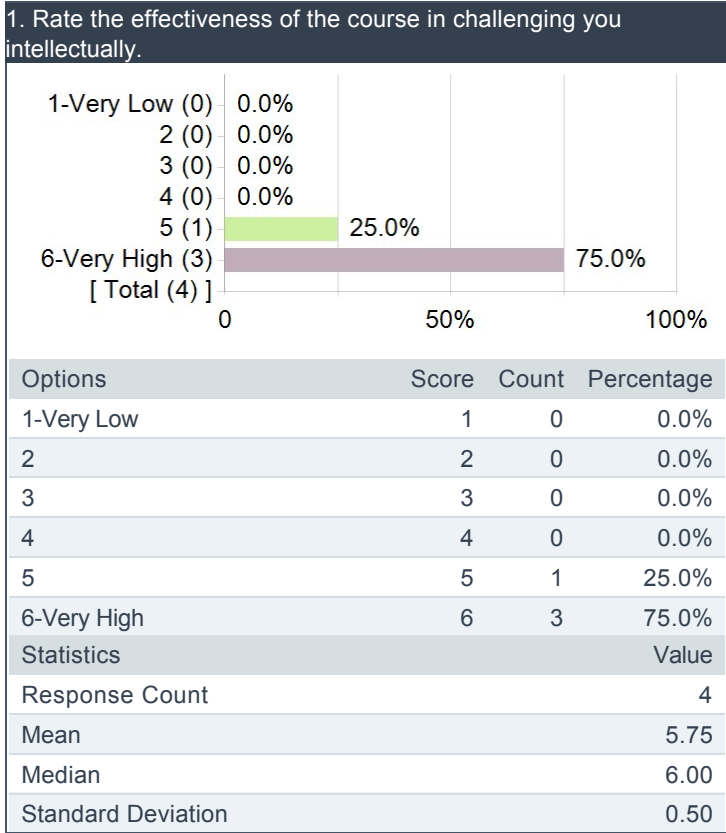 1. Rate the effectiveness of the course in challenging you
intellectually.
1-Very Low (0) 0.0%
2 (0) 0.0%
3 (0) 0.0%
4 (0) 0.0%
5 (1) 25.0%
6-Very High (3) 75.0%
[ Total (4) ]
0 50% 100%
Options Score Count Percentage
1-Very Low 1 0 0.0%
2 2 0 0.0%
3 3 0 0.0%
4 4 0 0.0%
5 5 1 25.0%
6-Very High 6 3 75.0%
Statistics Value
Response Count 4
Mean 5.75
Median 6.00
Standard Deviation 0.50